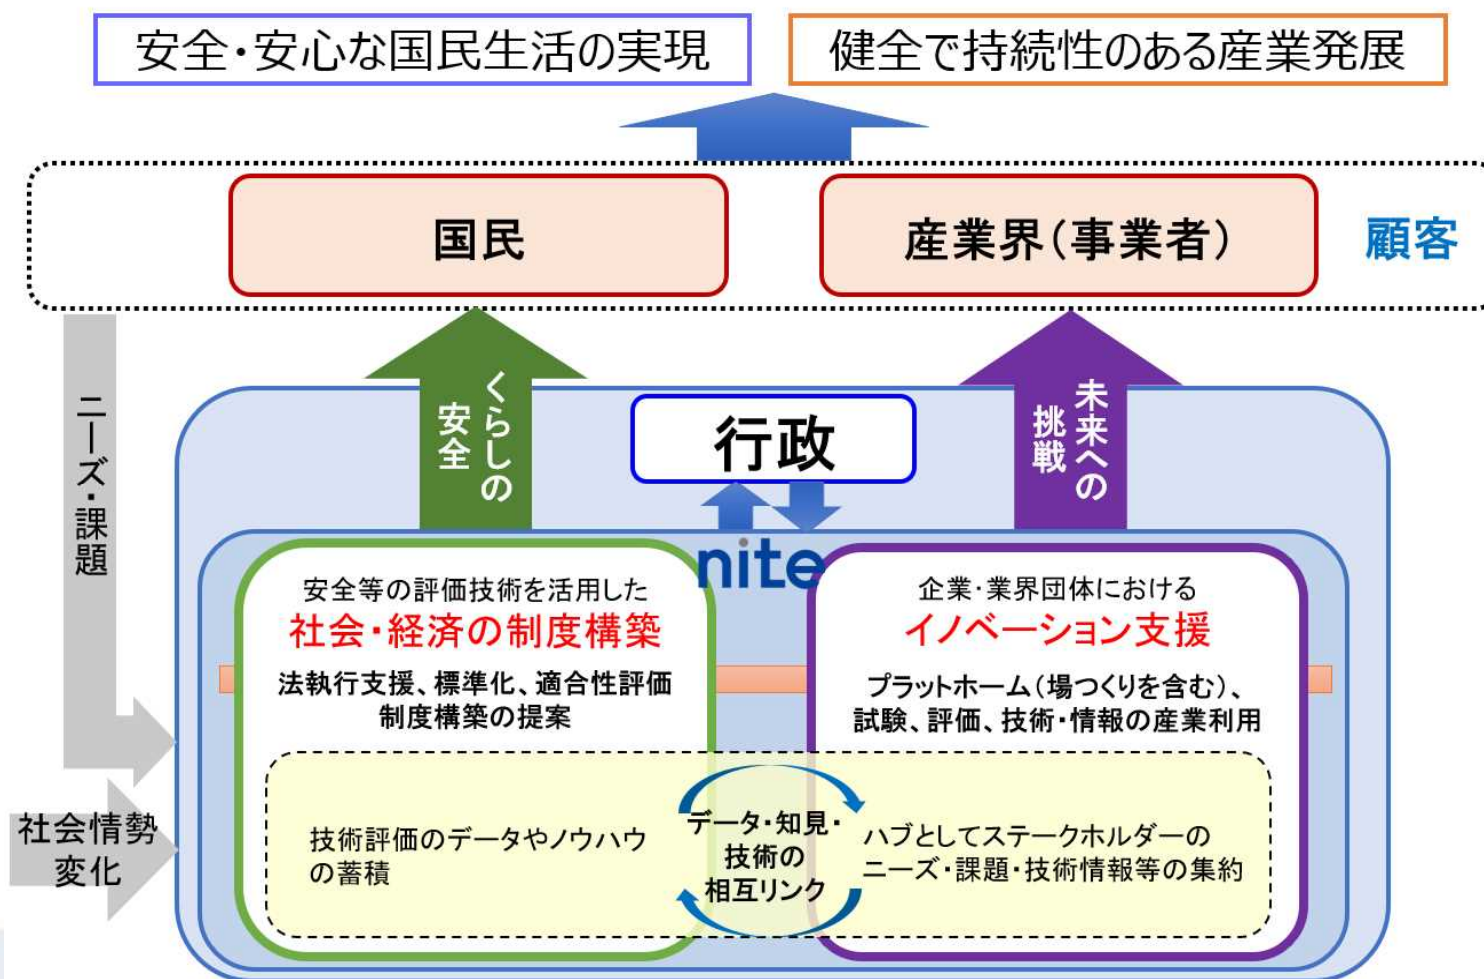 安全・安心な国民生活の実現
健全で持続性のある産業発展
国民
産業界（事業者）
顧客
ニーズ・課題
くらしの
安全
行政
未来への
挑戦
nite
安全等の評価技術を活用した
社会・経済の制度構築
法執行支援、標準化、適合性評価
制度構築の提案
企業・業界団体における
イノベーション支援
プラットホーム（場つくりを含む）、
試験、評価、技術・情報の産業利用
社会情勢
変化
技術評価のデータやノウハウ
の蓄積
データ・知見・
技術の
相互リンク
ハブとしてステークホルダーの
ニーズ・課題・技術情報等の集約